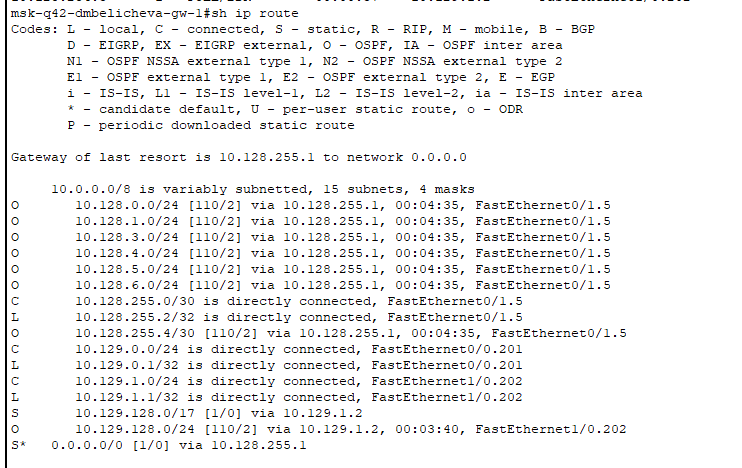 msk-q42-dmbelicheva-gw-1#sh ip route
Codes: L - local, C - connected, S - static, R - RIP, M - mobile, B - BGP
       D - EIGRP, EX - EIGRP external, O - OSPF, IA - OSPF inter area
       N1 - OSPF NSSA external type 1, N2 - OSPF NSSA external type 2
       E1 - OSPF external type 1, E2 - OSPF external type 2, E - EGP
       i - IS-IS, L1 - IS-IS level-1, L2 - IS-IS level-2, ia - IS-IS inter area
       * - candidate default, U - per-user static route, o - ODR
       P - periodic downloaded static route
Gateway of last resort is 10.128.255.1 to network 0.0.0.0
     10.0.0.0/8 is variably subnetted, 15 subnets, 4 masks
O       10.128.0.0/24 [110/2] via 10.128.255.1, 00:04:35, FastEthernet0/1.5
O       10.128.1.0/24 [110/2] via 10.128.255.1, 00:04:35, FastEthernet0/1.5
O       10.128.3.0/24 [110/2] via 10.128.255.1, 00:04:35, FastEthernet0/1.5
O       10.128.4.0/24 [110/2] via 10.128.255.1, 00:04:35, FastEthernet0/1.5
O       10.128.5.0/24 [110/2] via 10.128.255.1, 00:04:35, FastEthernet0/1.5
O       10.128.6.0/24 [110/2] via 10.128.255.1, 00:04:35, FastEthernet0/1.5
C       10.128.255.0/30 is directly connected, FastEthernet0/1.5
L       10.128.255.2/32 is directly connected, FastEthernet0/1.5
O       10.128.255.4/30 [110/2] via 10.128.255.1, 00:04:35, FastEthernet0/1.5
C       10.129.0.0/24 is directly connected, FastEthernet0/0.201
L       10.129.0.1/32 is directly connected, FastEthernet0/0.201
C       10.129.1.0/24 is directly connected, FastEthernet1/0.202
L       10.129.1.1/32 is directly connected, FastEthernet1/0.202
S       10.129.128.0/17 [1/0] via 10.129.1.2
O       10.129.128.0/24 [110/2] via 10.129.1.2, 00:03:40, FastEthernet1/0.202
S*   0.0.0.0/0 [1/0] via 10.128.255.1